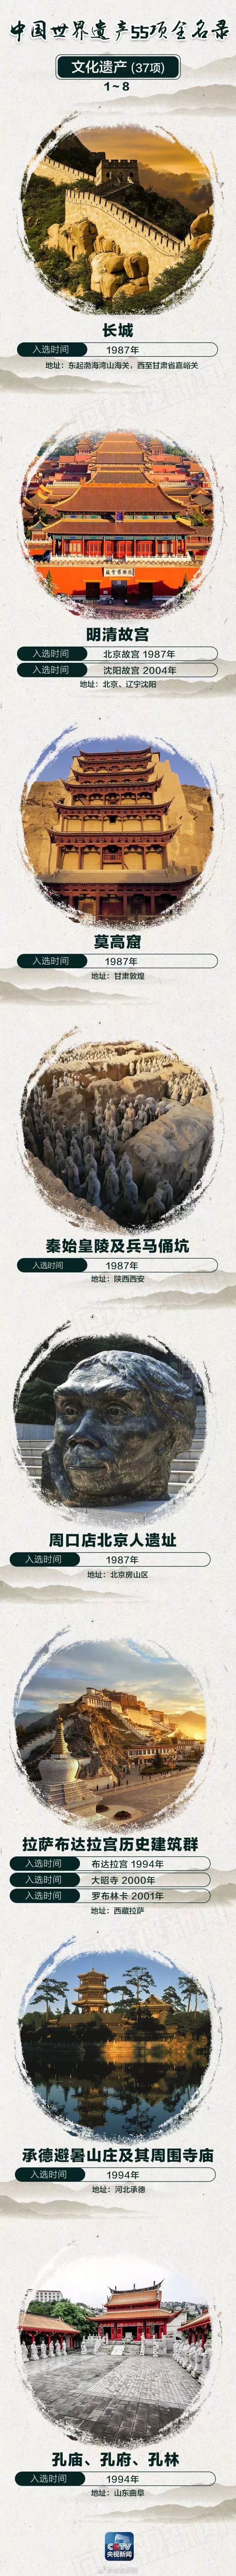 中国世界遗产55项全名录
文化遗产 (37项)
1~8
长城
入选时间 1987年
地址：东起渤海湾山海关，西至甘肃省嘉峪关
故宫博物院
明清故宫
入选时间 北京故宫 1987年
入选时间 沈阳故宫 2004年
地址：北京、辽宁沈阳
莫高窟
入选时间 1987年
地址：甘肃敦煌
秦始皇陵及兵马俑坑
入选时间 1987年
地址：陕西西安
周口店北京人遗址
入选时间 1987年
地址：北京房山区
拉萨布达拉宫历史建筑群
入选时间 布达拉宫 1994年
入选时间 大昭寺 2000年
入选时间 罗布林卡 2001年
地址：西藏拉萨
承德避暑山庄及其周围寺庙
入选时间 1994年
地址：河北承德
孔庙、孔府、孔林
入选时间 1994年
地址：山东曲阜
CCTV
央视新闻